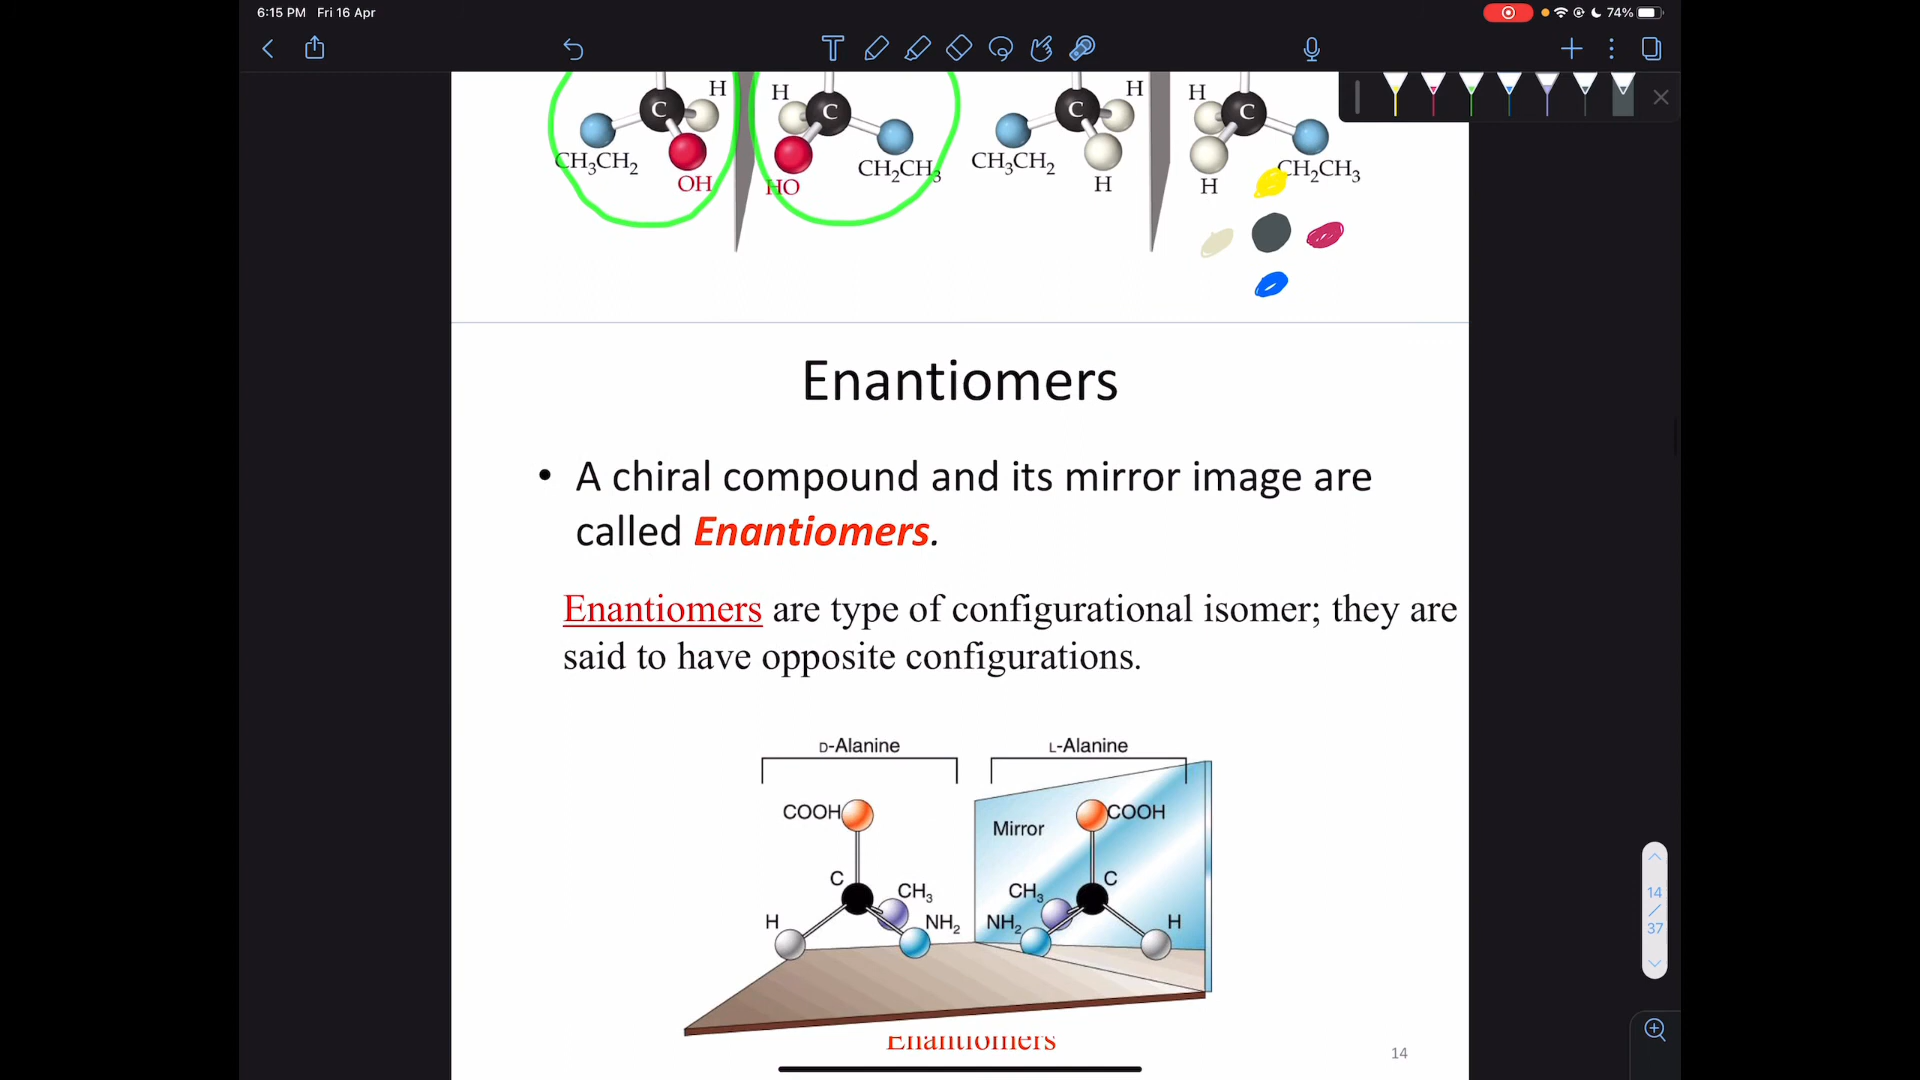 6:15 PM Fri 16 Apr
74%
C H
H C
C H
H C
CH₃CH₂
OH
HO
CH₂CH₃
CH₃CH₂
H
H
CH₂CH₃
Enantiomers
• A chiral compound and its mirror image are
called Enantiomers.
Enantiomers are type of configurational isomer; they are
said to have opposite configurations.
D-Alanine L-Alanine
COOH COOH
Mirror
C C
CH₃ CH₃
H NH₂ NH₂ H
Enantiomers
14
14
/
37